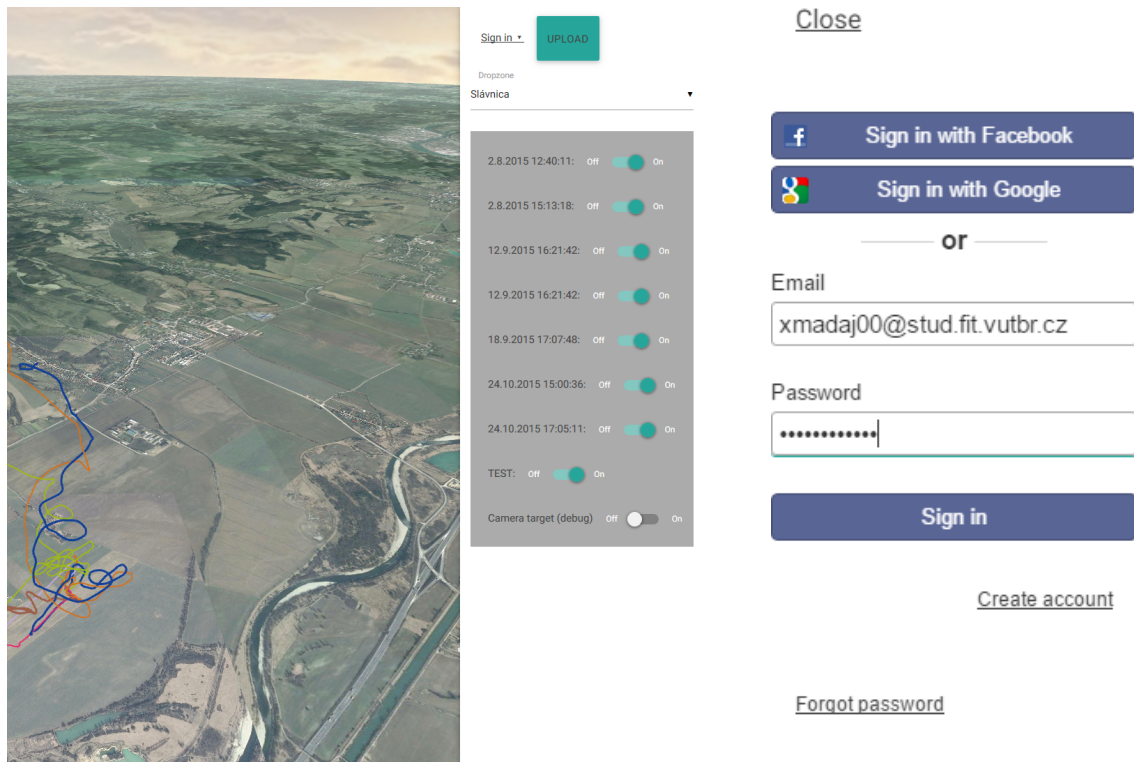 Sign in ▾ UPLOAD
Dropzone
Slávnica ▼
2.8.2015 12:40:11: Off On
2.8.2015 15:13:18: Off On
12.9.2015 16:21:42: Off On
12.9.2015 16:21:42: Off On
18.9.2015 17:07:48: Off On
24.10.2015 15:00:36: Off On
24.10.2015 17:05:11: Off On
TEST: Off On
Camera target (debug) Off On
Close
Sign in with Facebook
Sign in with Google
or
Email
xmadaj00@stud.fit.vutbr.cz
Password
••••••••••••
Sign in
Create account
Forgot password